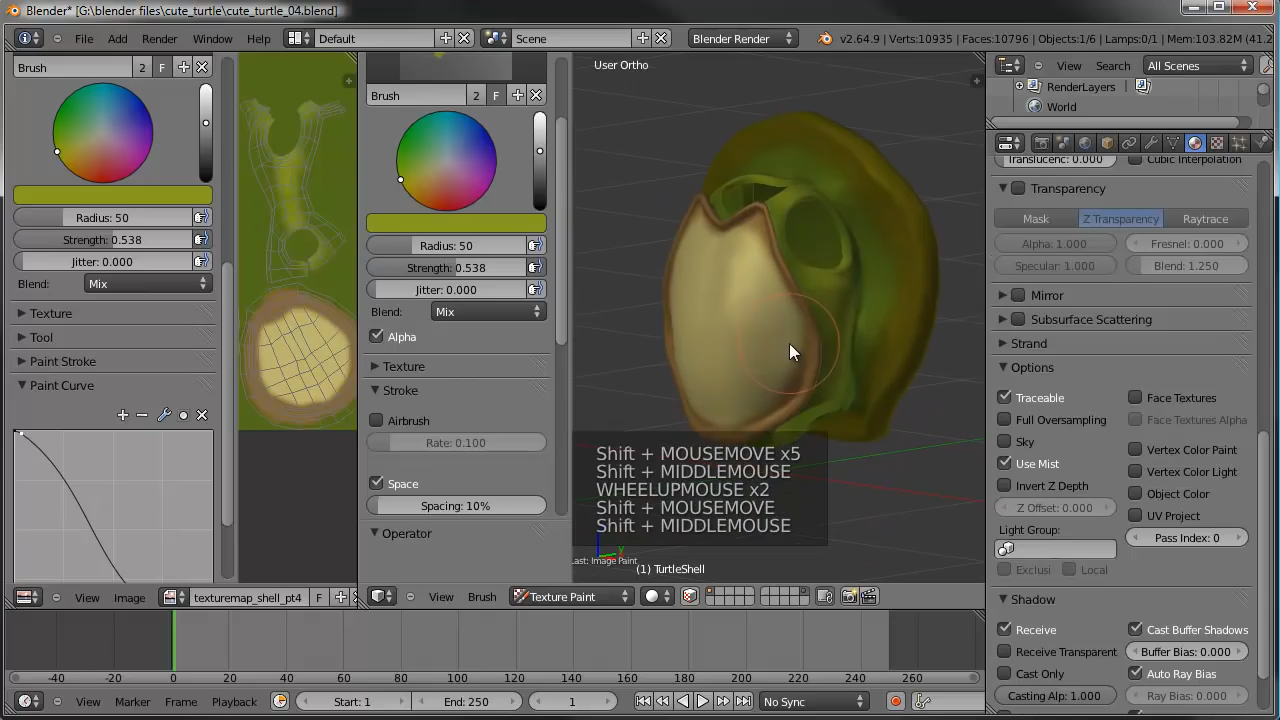 Blender* [G:\blender files\cute_turtle\cute_turtle_04.blend]
File Add Render Window Help Default Scene Blender Render v2.64.9 | Verts:10935 | Faces:10796 | Objects:1/6 | Lamps:0/1 | Mem:103.82M (41.2
Brush 2 F
Radius: 50
Strength: 0.538
Jitter: 0.000
Blend: Mix
Texture
Tool
Paint Stroke
Paint Curve
View Image texturemap_shell_pt4 F
Brush 2 F
Radius: 50
Strength: 0.538
Jitter: 0.000
Blend: Mix
Alpha
Texture
Stroke
Airbrush
Rate: 0.100
Space
Spacing: 10%
Operator
User Ortho
Shift + MOUSEMOVE x5
Shift + MIDDLEMOUSE
WHEELUPMOUSE x2
Shift + MOUSEMOVE
Shift + MIDDLEMOUSE
y
Last: Image Paint
(1) TurtleShell
View Brush Texture Paint
View Search All Scenes
RenderLayers
World
Translucenc: 0.000 Cubic Interpolation
Transparency
Mask Z Transparency Raytrace
Alpha: 1.000 Fresnel: 0.000
Specular: 1.000 Blend: 1.250
Mirror
Subsurface Scattering
Strand
Options
Traceable Face Textures
Full Oversampling Face Textures Alpha
Sky
Vertex Color Paint
Use Mist
Vertex Color Light
Invert Z Depth
Object Color
Z Offset: 0.000
UV Project
Light Group:
Pass Index: 0
Exclusi Local
Shadow
Receive Cast Buffer Shadows
Receive Transparent Buffer Bias: 0.000
Cast Only Auto Ray Bias
Casting Alp: 1.000 Ray Bias: 0.000
-40 -20 0 20 40 60 80 100 120 140 160 180 200 220 240 260
View Marker Frame Playback Start: 1 End: 250 1 No Sync